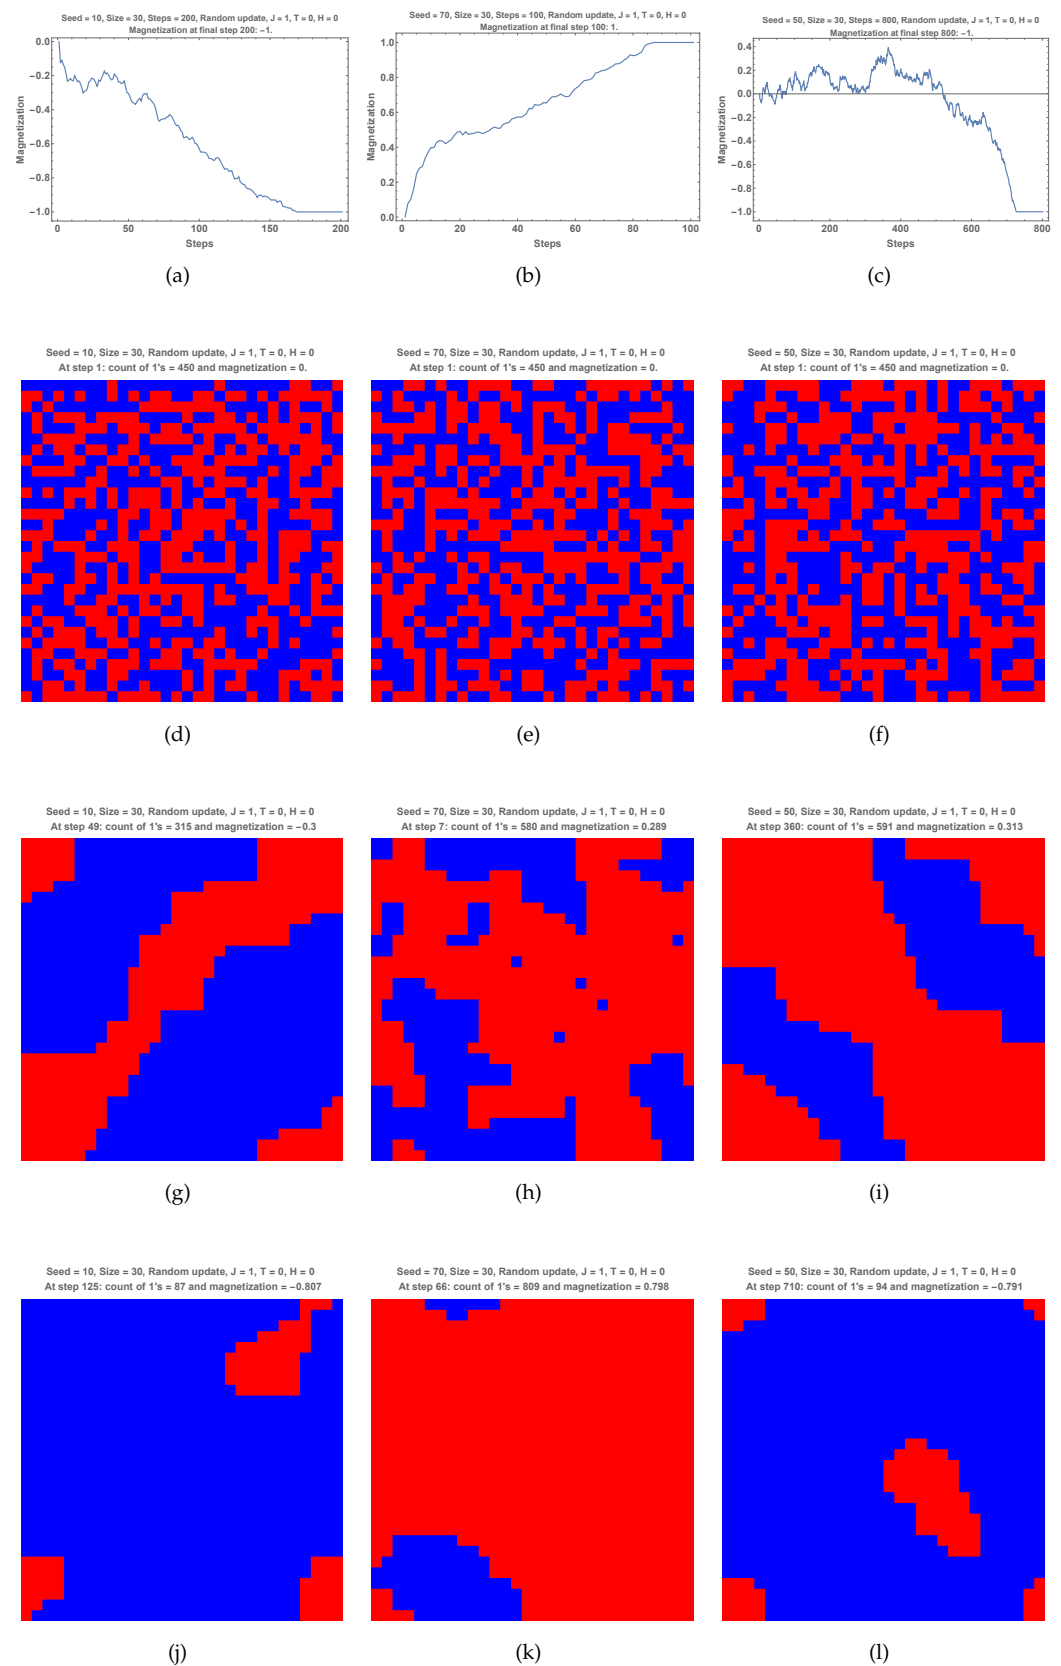 Seed = 10, Size = 30, Steps = 200, Random update, J = 1, T = 0, H = 0
Magnetization at final step 200: −1.
0.0
−0.2
−0.4
−0.6
−0.8
−1.0
Magnetization
0
50
100
150
200
Steps
(a)
Seed = 70, Size = 30, Steps = 100, Random update, J = 1, T = 0, H = 0
Magnetization at final step 100: 1.
1.0
0.8
0.6
0.4
0.2
0.0
Magnetization
0
20
40
60
80
100
Steps
(b)
Seed = 50, Size = 30, Steps = 800, Random update, J = 1, T = 0, H = 0
Magnetization at final step 800: −1.
0.4
0.2
0.0
−0.2
−0.4
−0.6
−0.8
−1.0
Magnetization
0
200
400
600
800
Steps
(c)
Seed = 10, Size = 30, Random update, J = 1, T = 0, H = 0
At step 1: count of 1's = 450 and magnetization = 0.
(d)
Seed = 70, Size = 30, Random update, J = 1, T = 0, H = 0
At step 1: count of 1's = 450 and magnetization = 0.
(e)
Seed = 50, Size = 30, Random update, J = 1, T = 0, H = 0
At step 1: count of 1's = 450 and magnetization = 0.
(f)
Seed = 10, Size = 30, Random update, J = 1, T = 0, H = 0
At step 49: count of 1's = 315 and magnetization = −0.3
(g)
Seed = 70, Size = 30, Random update, J = 1, T = 0, H = 0
At step 7: count of 1's = 580 and magnetization = 0.289
(h)
Seed = 50, Size = 30, Random update, J = 1, T = 0, H = 0
At step 360: count of 1's = 591 and magnetization = 0.313
(i)
Seed = 10, Size = 30, Random update, J = 1, T = 0, H = 0
At step 125: count of 1's = 87 and magnetization = −0.807
(j)
Seed = 70, Size = 30, Random update, J = 1, T = 0, H = 0
At step 66: count of 1's = 809 and magnetization = 0.798
(k)
Seed = 50, Size = 30, Random update, J = 1, T = 0, H = 0
At step 710: count of 1's = 94 and magnetization = −0.791
(l)